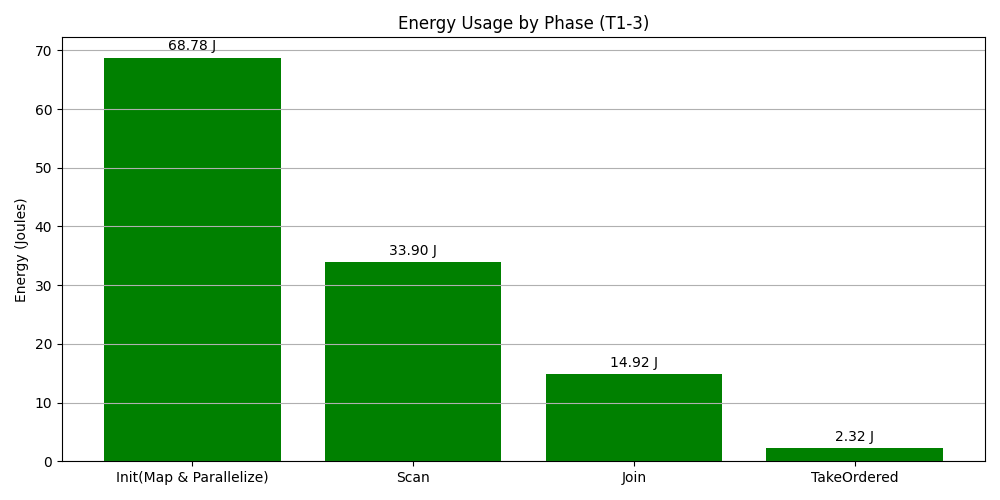 Energy Usage by Phase (T1-3)
Energy (Joules)
70
60
50
40
30
20
10
0
68.78 J
33.90 J
14.92 J
2.32 J
Init(Map & Parallelize)
Scan
Join
TakeOrdered